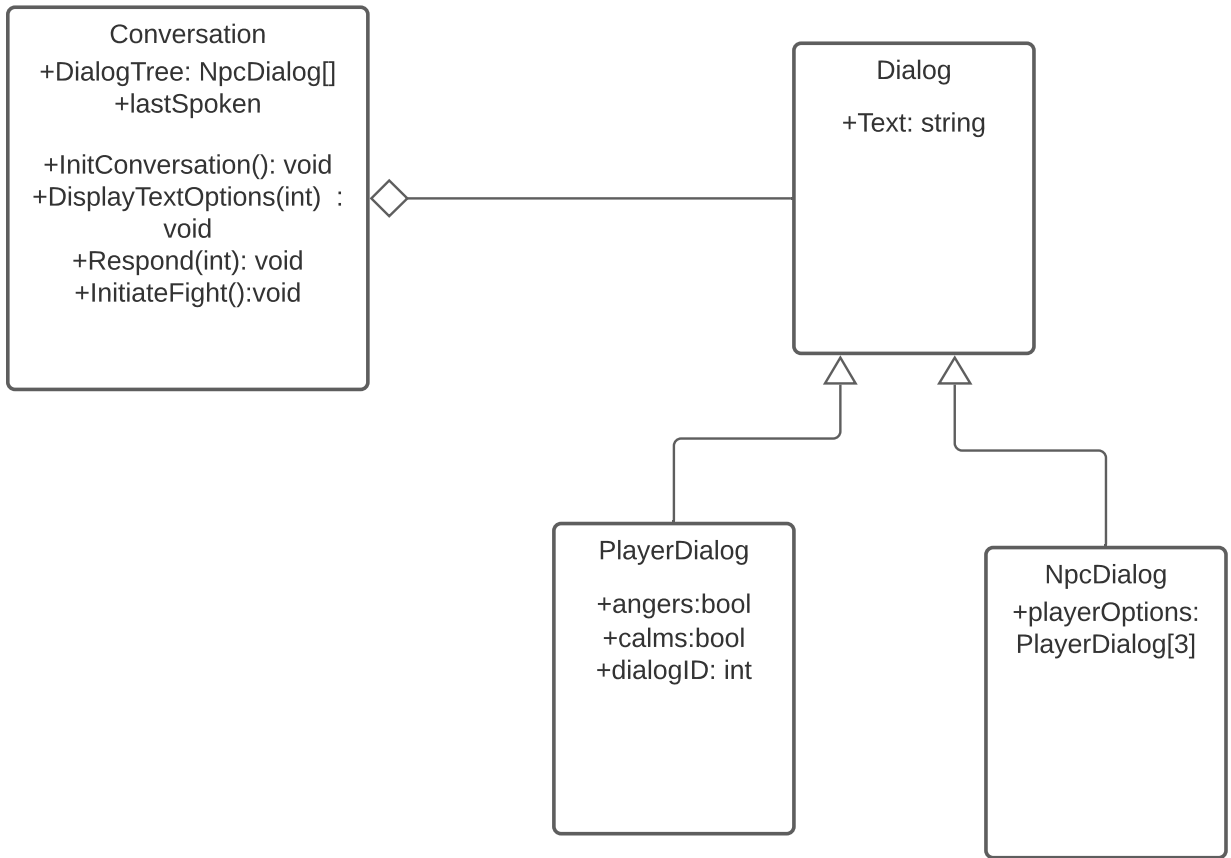 Conversation
+DialogTree: NpcDialog[]
+lastSpoken
+InitConversation(): void
+DisplayTextOptions(int)  :
void
+Respond(int): void
+InitiateFight():void
Dialog
+Text: string
PlayerDialog
+angers:bool
+calms:bool
+dialogID: int
NpcDialog
+playerOptions:
PlayerDialog[3]